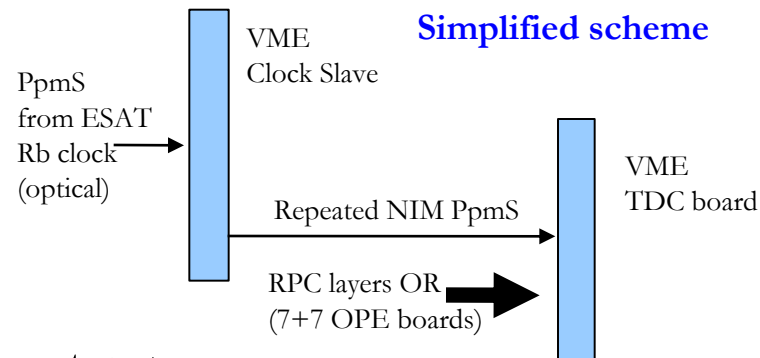 Simplified scheme
VME
Clock Slave
PpmS
from ESAT
Rb clock
(optical)
VME
TDC board
Repeated NIM PpmS
RPC layers OR
(7+7 OPE boards)